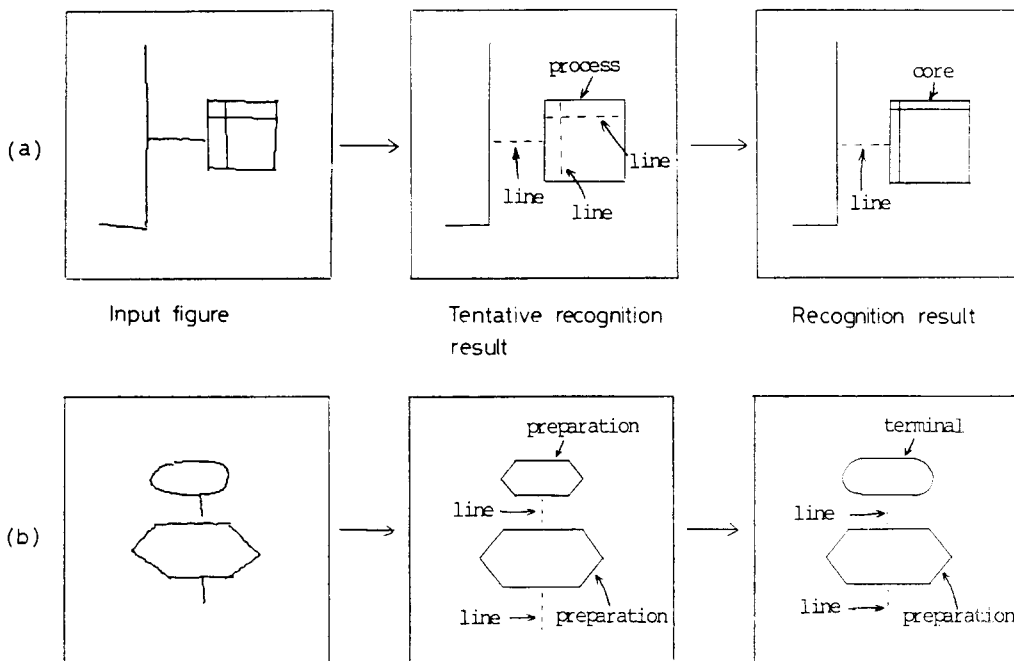 (a)
process
line
line
line
core
line
Input figure
Tentative recognition
result
Recognition result
(b)
preparation
line
line
preparation
terminal
line
line
preparation